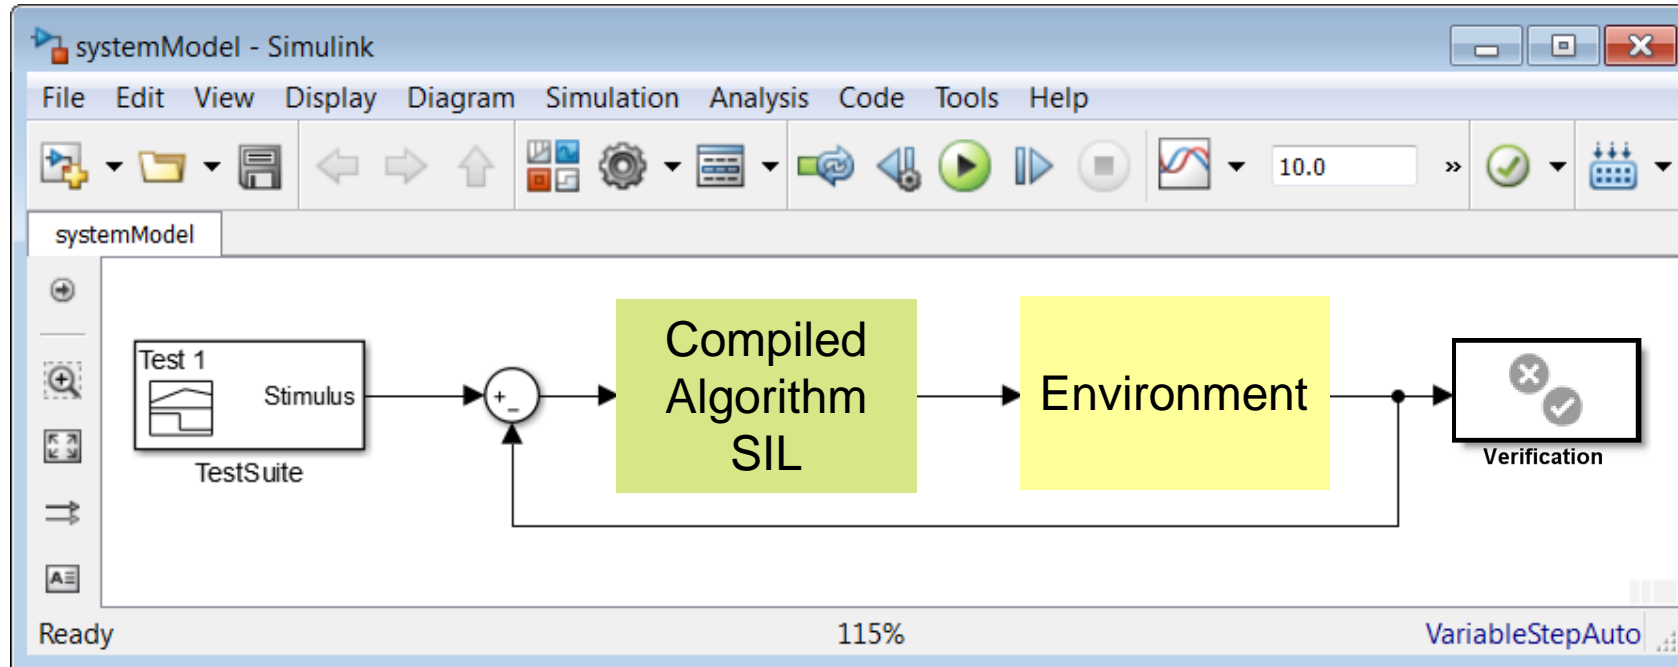 systemModel - Simulink
File Edit View Display Diagram Simulation Analysis Code Tools Help
10.0
»
systemModel
Test 1
Stimulus
TestSuite
+
-
Compiled
Algorithm
SIL
Environment
Verification
Ready 115% VariableStepAuto